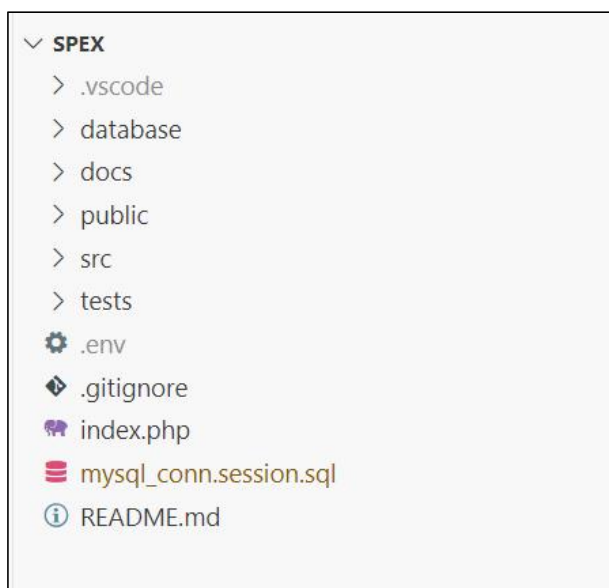 SPEX
.vscode
database
docs
public
src
tests
.env
.gitignore
index.php
mysql_conn.session.sql
README.md